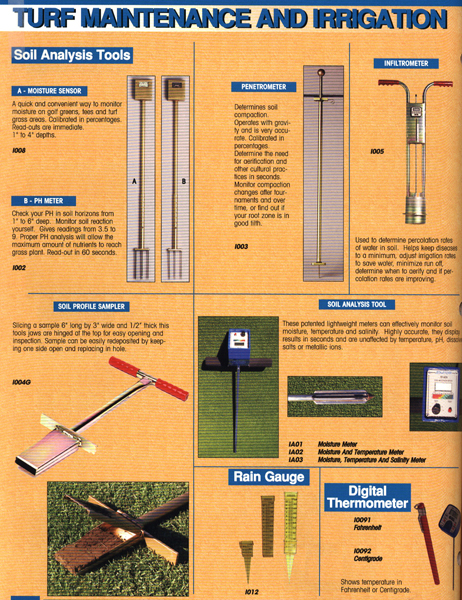 TURF MAINTENANCE AND IRRIGATION
Soil Analysis Tools
A - MOISTURE SENSOR
A quick and convenient way to monitor
moisture on golf greens, tees and turf
grass areas. Calibrated in percentages.
Read-outs are immediate.
1" to 4" depths.
I008
B - PH METER
Check your PH in soil horizons from
1" to 6" deep. Monitor soil reaction
yourself. Gives readings from 3.5 to
9. Proper PH analysis will allow the
maximum amount of nutrients to reach
grass plant. Read-out in 60 seconds.
I002
A
B
PENETROMETER
Determines soil
compaction.
Operates with gravi-
ty and is very accu-
rate. Calibrated in
percentages.
Determine the need
for aerification and
other cultural prac-
tices in seconds.
Monitor compaction
changes after tour-
naments and over
time, or find out if
your root zone is in
good tilth.
I003
INFILTROMETER
I005
Used to determine percolation rates
of water in soil. Helps keep diseases
to a minimum, adjust irrigation rates
to save water, minimize run off,
determine when to aerify and if per-
colation rates are improving.
SOIL PROFILE SAMPLER
Slicing a sample 6" long by 3" wide and 1/2" thick this
tools jaws are hinged at the top for easy opening and
inspection. Sample can be easily redeposited by keep-
ing one side open and replacing in hole.
I004G
SOIL ANALYSIS TOOL
These patented lightweight meters can effectively monitor soil
moisture, temperature and salinity. Highly accurate, they display
results in seconds and are unaffected by temperature, pH,
salts or metallic ions.
IA01 Moisture Meter
IA02 Moisture And Temperature Meter
IA03 Moisture, Temperature And Salinity Meter
Rain Gauge
I012
Digital
Thermometer
I0091
Fahrenheit
I0092
Centigrade
Shows temperature in
Fahrenheit or Centigrade.